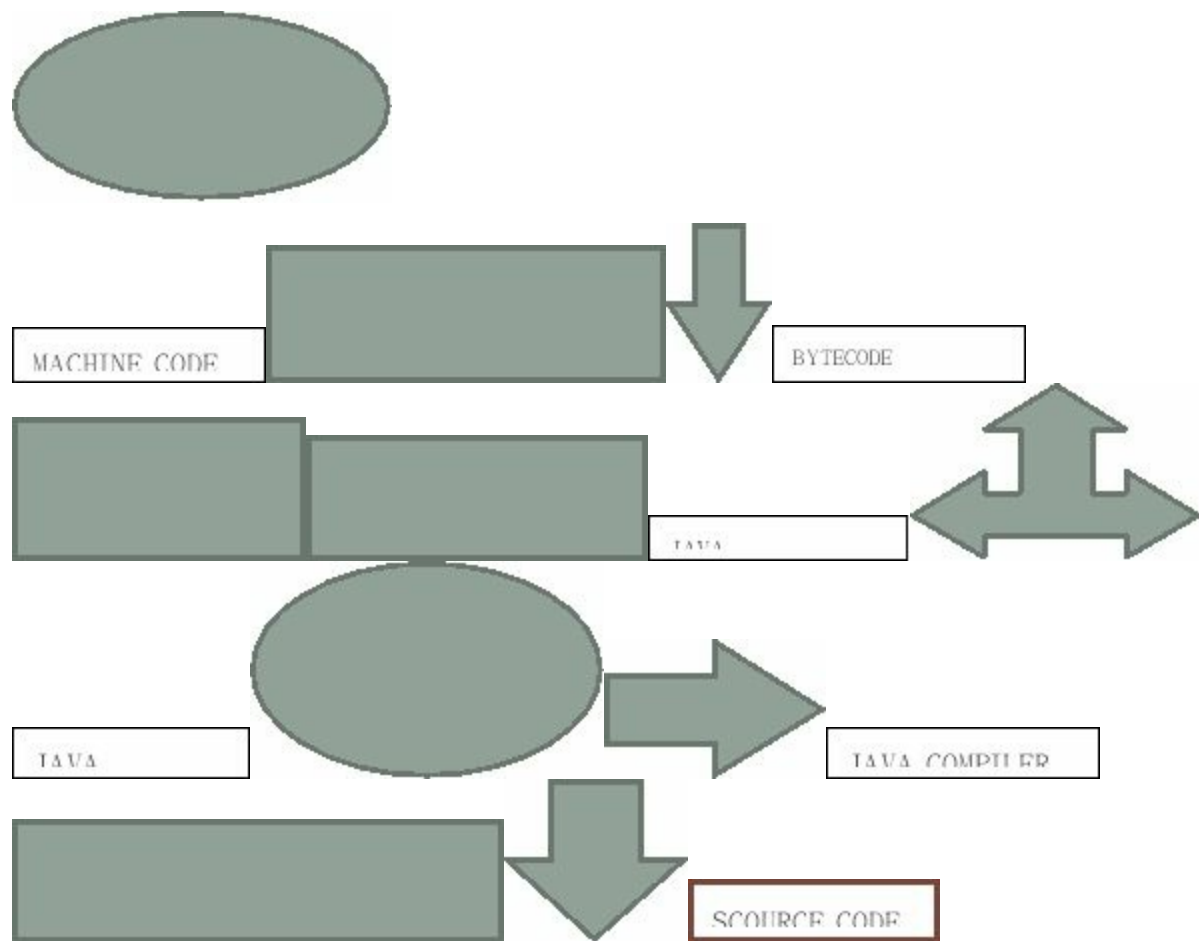 MACHINE CODE
BYTECODE
JAVA
JAVA
JAVA COMPILER
SCOURCE CODE